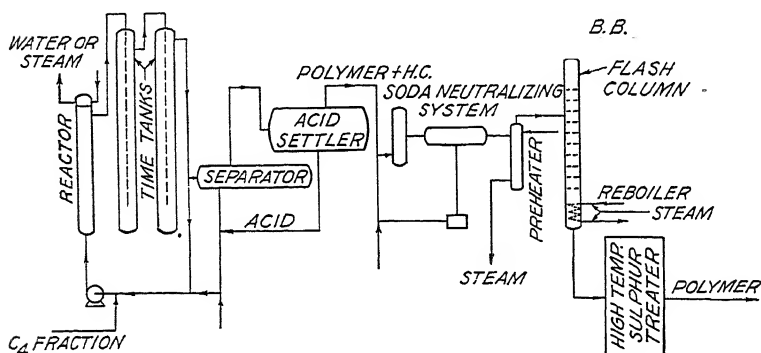 B.B.
WATER OR
STEAM
REACTOR
TIME TANKS
SEPARATOR
ACID
SETTLER
ACID
POLYMER + H.C.
SODA NEUTRALIZING
SYSTEM
FLASH
COLUMN
PREHEATER
REBOILER
STEAM
STEAM
HIGH TEMP.
SULPHUR
TREATER
POLYMER
C4 FRACTION